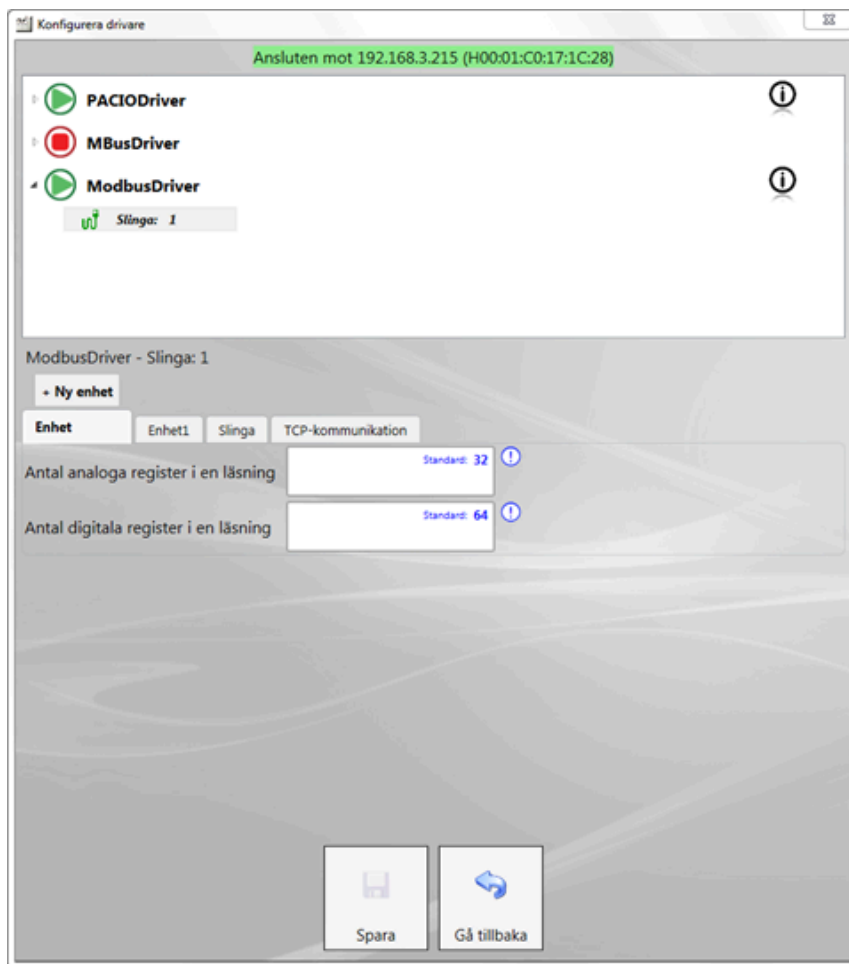 Konfigurera drivare
Ansluten mot 192.168.3.215 (H00:01:C0:17:1C:28)
PACIODriver
MBusDriver
ModbusDriver
Slinga: 1
ModbusDriver - Slinga: 1
+ Ny enhet
Enhet Enhet1 Slinga TCP-kommunikation
Antal analoga register i en läsning Standard: 32
Antal digitala register i en läsning Standard: 64
Spara Gå tillbaka